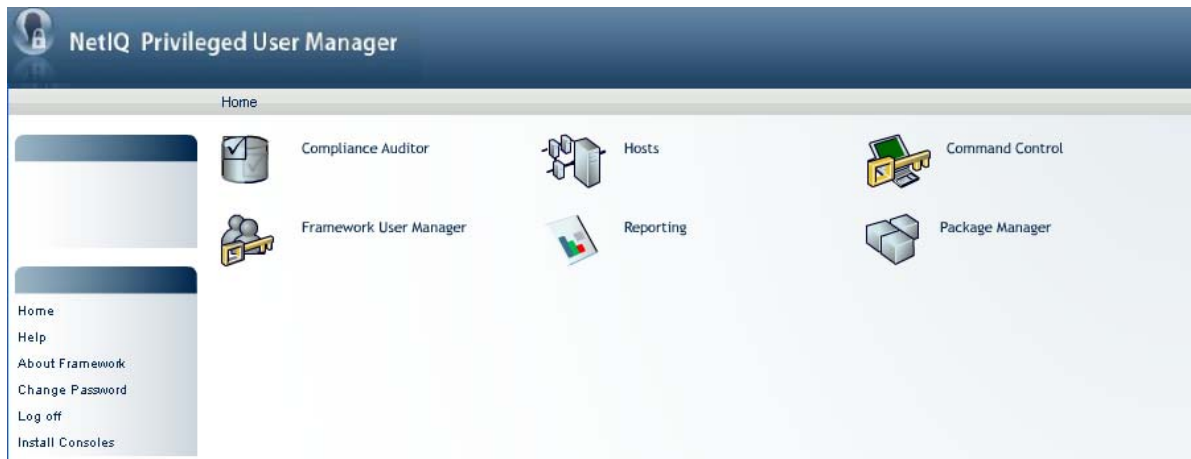 NetIQ Privileged User Manager
Home
Compliance Auditor
Hosts
Command Control
Framework User Manager
Reporting
Package Manager
Home
Help
About Framework
Change Password
Log off
Install Consoles